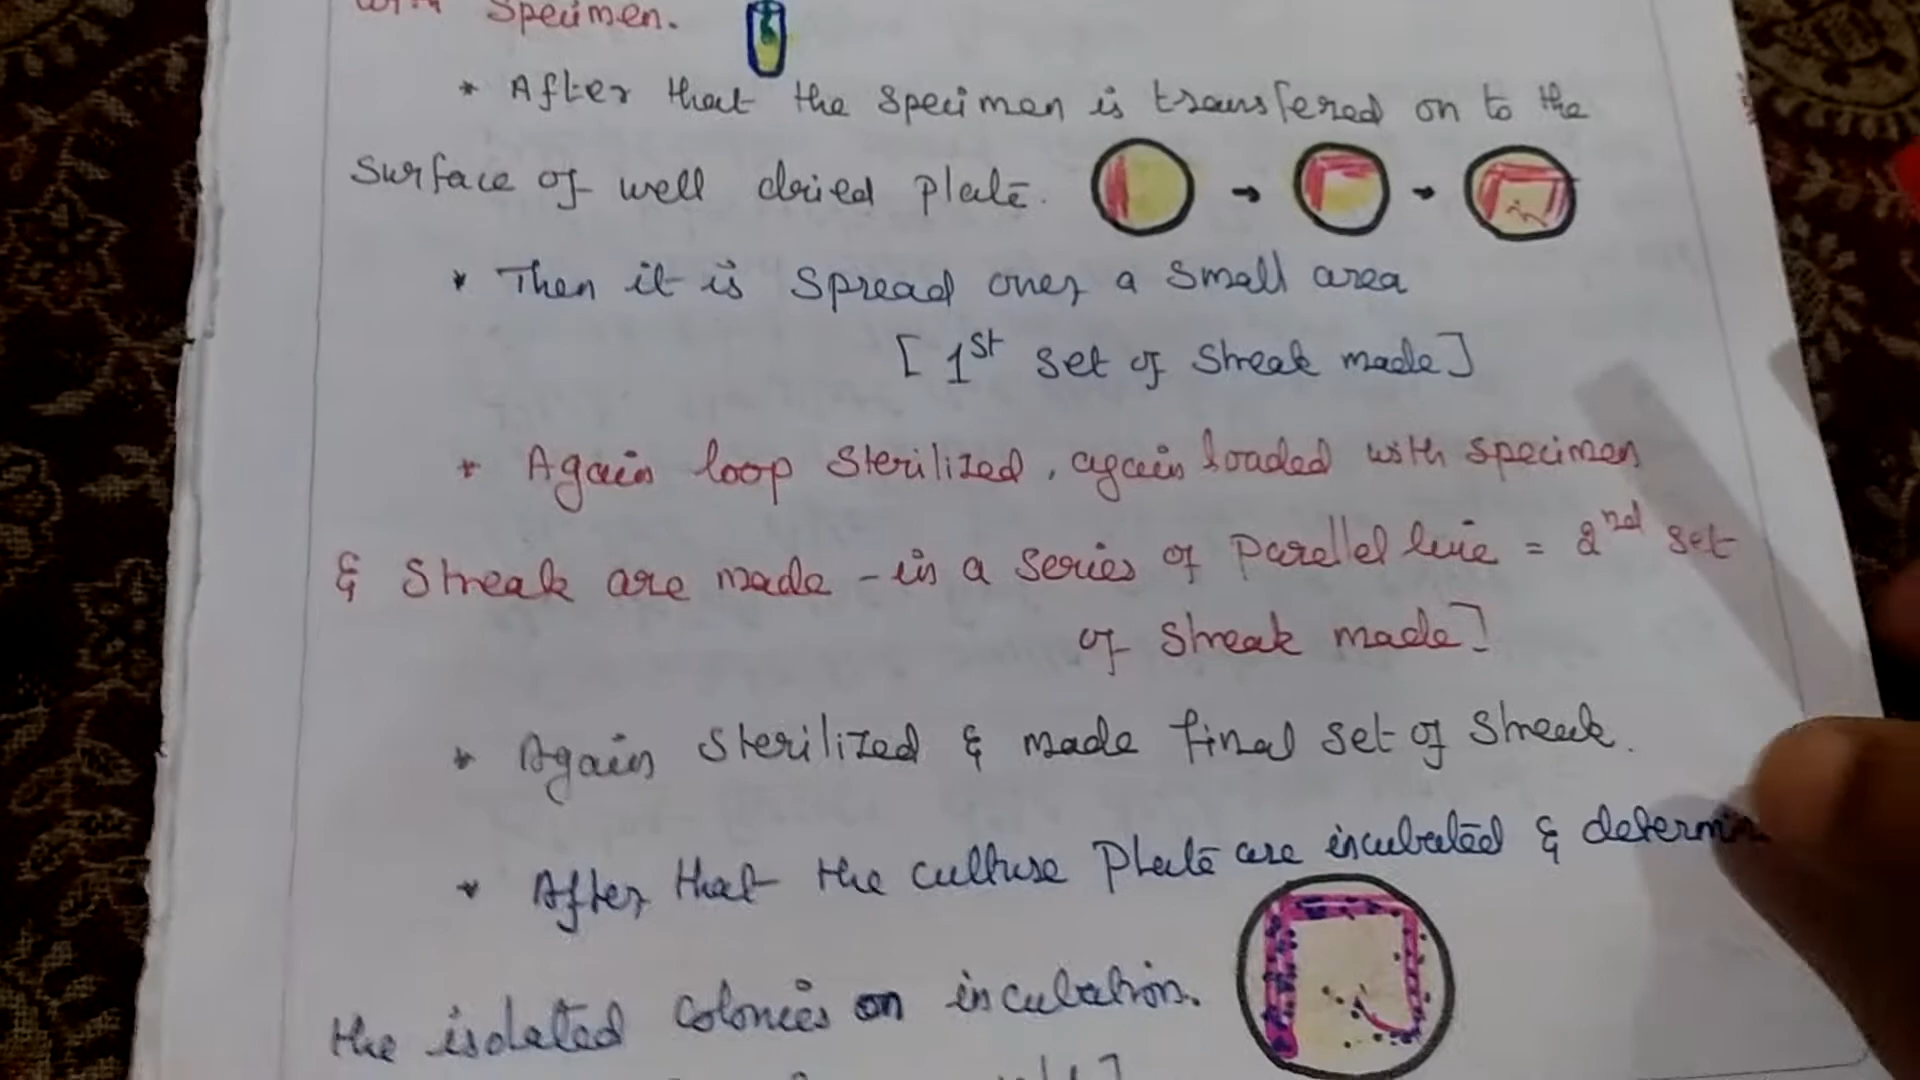 with Specimen.
* After that the specimen is transfered on to the
Surface of well dried plate.
* Then it is spread over a small area
[ 1st set of streak made]
* Again loop sterilized, again loaded with specimen
& streak are made - in a series of parellel line = 2nd set
of streak made]
* Again sterilized & made final set of streak.
* After that the culture plate are incubated & determin
the isolated colonies on incubation.